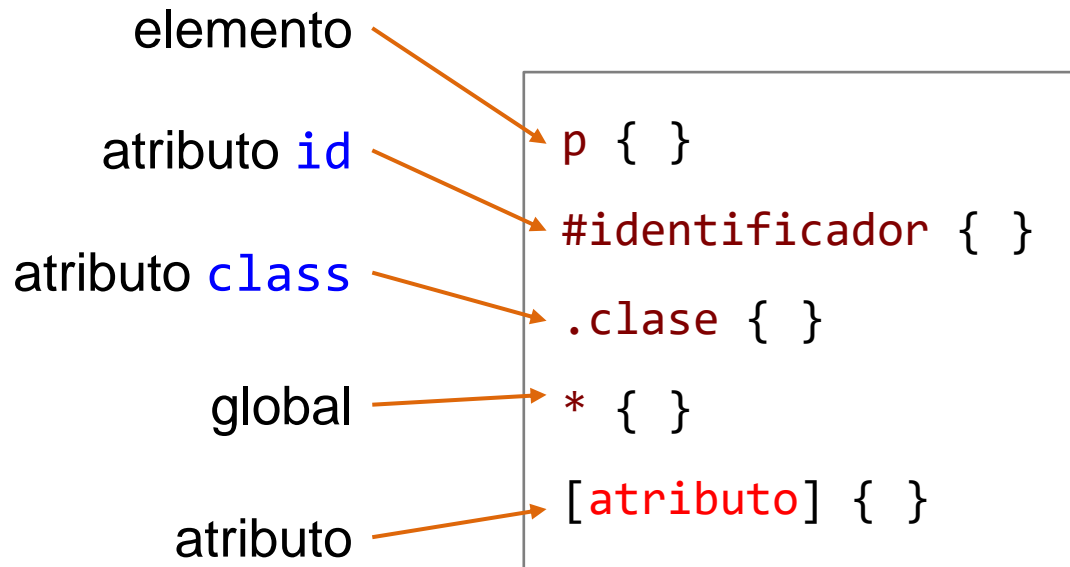 elemento
p { }
atributo id
#identificador { }
atributo class
.clase { }
global
* { }
atributo
[atributo] { }